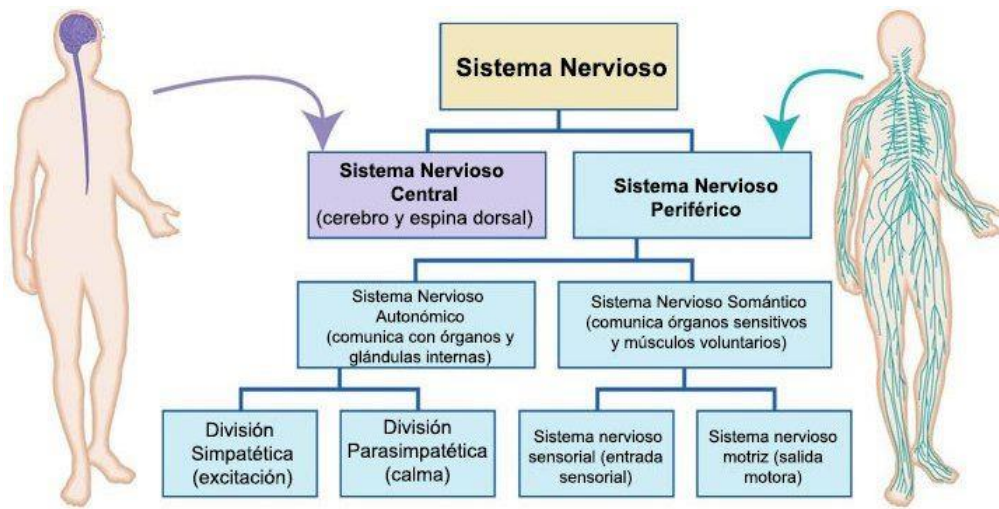 Sistema Nervioso
Sistema Nervioso
Central
(cerebro y espina dorsal)
Sistema Nervioso
Periférico
Sistema Nervioso
Autonómico
(comunica con órganos y
glándulas internas)
Sistema Nervioso Somántico
(comunica órganos sensitivos
y músculos voluntarios)
División
Simpatética
(excitación)
División
Parasimpatética
(calma)
Sistema nervioso
sensorial (entrada
sensorial)
Sistema nervioso
motriz (salida
motora)